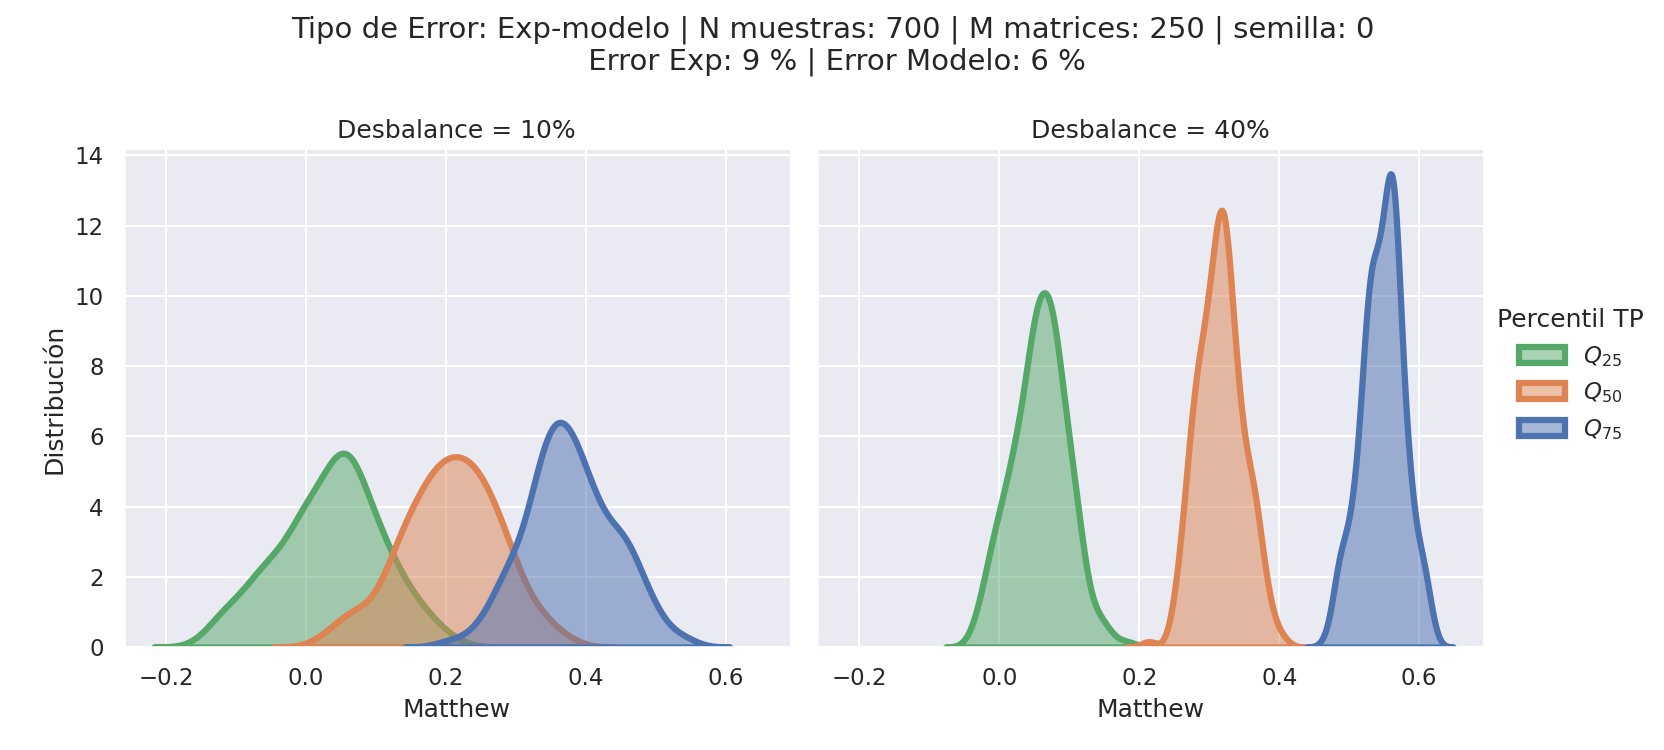 Tipo de Error: Exp-modelo | N muestras: 700 | M matrices: 250 | semilla: 0
Error Exp: 9 % | Error Modelo: 6 %
Desbalance = 10%
Desbalance = 40%
14
12
10
8
6
4
2
0
Distribución
−0.2
0.0
0.2
0.4
0.6
Matthew
−0.2
0.0
0.2
0.4
0.6
Matthew
Percentil TP
Q25
Q50
Q75